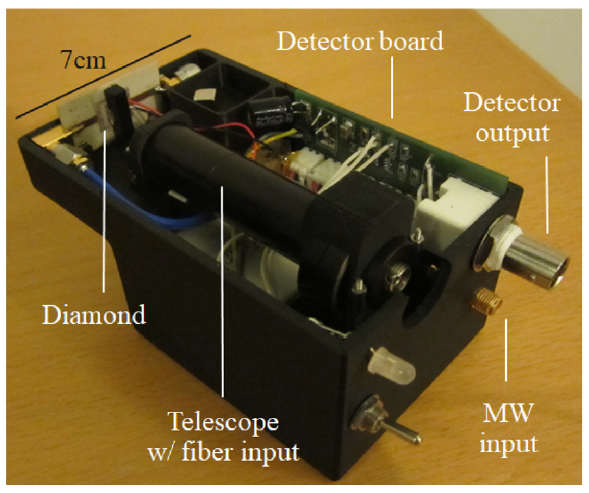 7cm
Detector board
Detector
output
Diamond
Telescope
w/ fiber input
MW
input